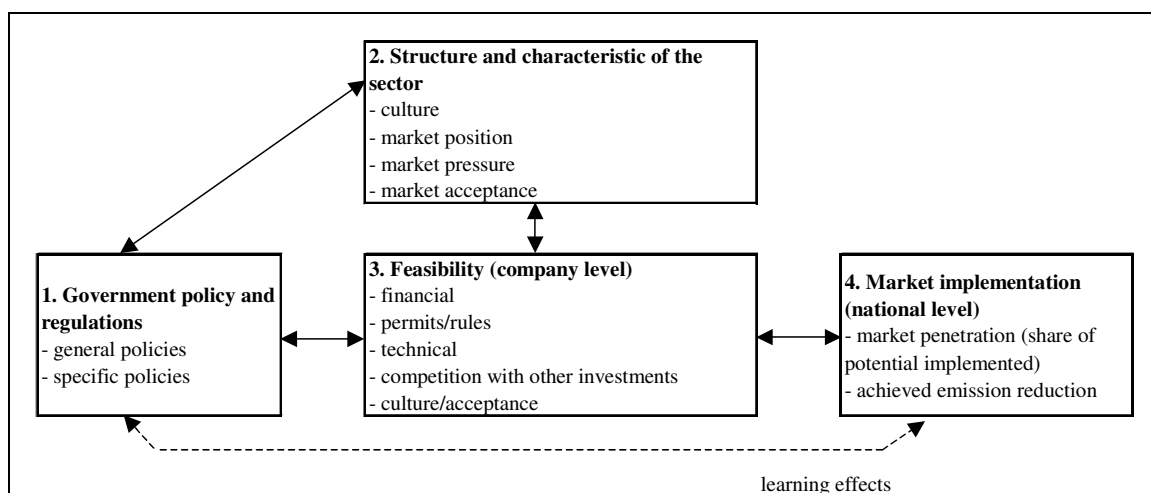 2. Structure and characteristic of the
sector
- culture
- market position
- market pressure
- market acceptance
1. Government policy and
regulations
- general policies
- specific policies
3. Feasibility (company level)
- financial
- permits/rules
- technical
- competition with other investments
- culture/acceptance
4. Market implementation
(national level)
- market penetration (share of
potential implemented)
- achieved emission reduction
learning effects